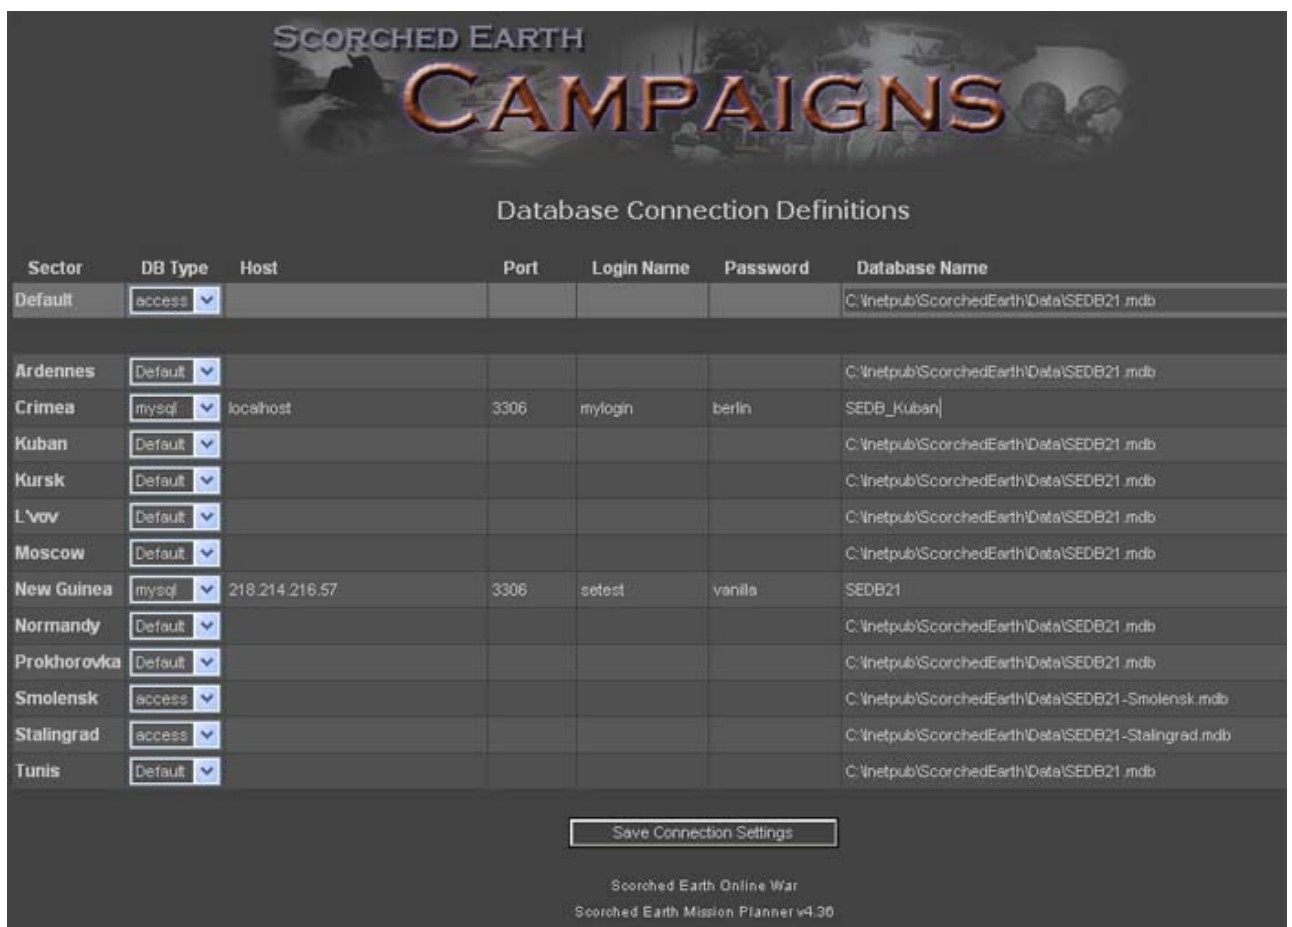 SCORCHED EARTH
CAMPAIGNS
Database Connection Definitions
Sector DB Type Host Port Login Name Password Database Name
Default access C:\Inetpub\ScorchedEarth\Data\SEDB21.mdb
Ardennes Default C:\Inetpub\ScorchedEarth\Data\SEDB21.mdb
Crimea mysql localhost 3306 mylogin berlin SEDB_Kuban
Kuban Default C:\Inetpub\ScorchedEarth\Data\SEDB21.mdb
Kursk Default C:\Inetpub\ScorchedEarth\Data\SEDB21.mdb
L'vov Default C:\Inetpub\ScorchedEarth\Data\SEDB21.mdb
Moscow Default C:\Inetpub\ScorchedEarth\Data\SEDB21.mdb
New Guinea mysql 218.214.216.57 3306 setest vanilla SEDB21
Normandy Default C:\Inetpub\ScorchedEarth\Data\SEDB21.mdb
Prokhorovka Default C:\Inetpub\ScorchedEarth\Data\SEDB21.mdb
Smolensk access C:\Inetpub\ScorchedEarth\Data\SEDB21-Smolensk.mdb
Stalingrad access C:\Inetpub\ScorchedEarth\Data\SEDB21-Stalingrad.mdb
Tunis Default C:\Inetpub\ScorchedEarth\Data\SEDB21.mdb
Save Connection Settings
Scorched Earth Online War
Scorched Earth Mission Planner v4.36